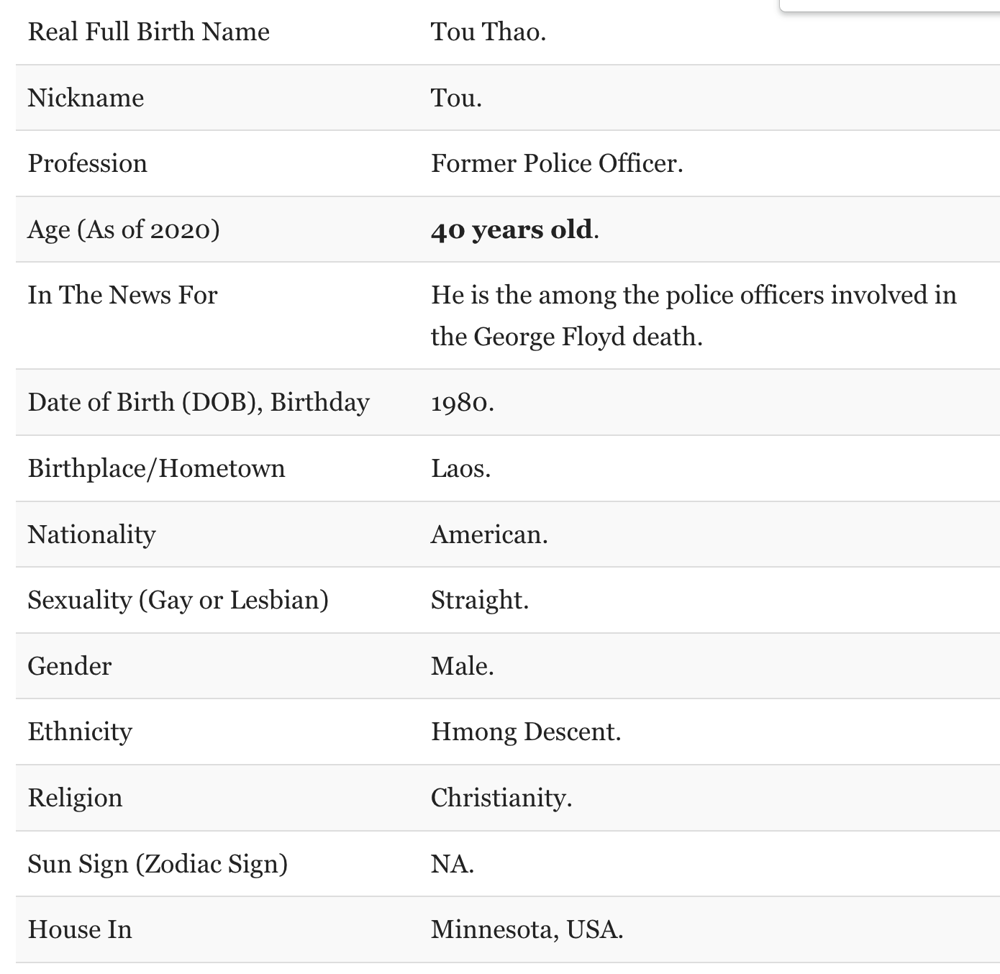 Real Full Birth Name Tou Thao.
Nickname Tou.
Profession Former Police Officer.
Age (As of 2020) 40 years old.
In The News For He is the among the police officers involved in
the George Floyd death.
Date of Birth (DOB), Birthday 1980.
Birthplace/Hometown Laos.
Nationality American.
Sexuality (Gay or Lesbian) Straight.
Gender Male.
Ethnicity Hmong Descent.
Religion Christianity.
Sun Sign (Zodiac Sign) NA.
House In Minnesota, USA.